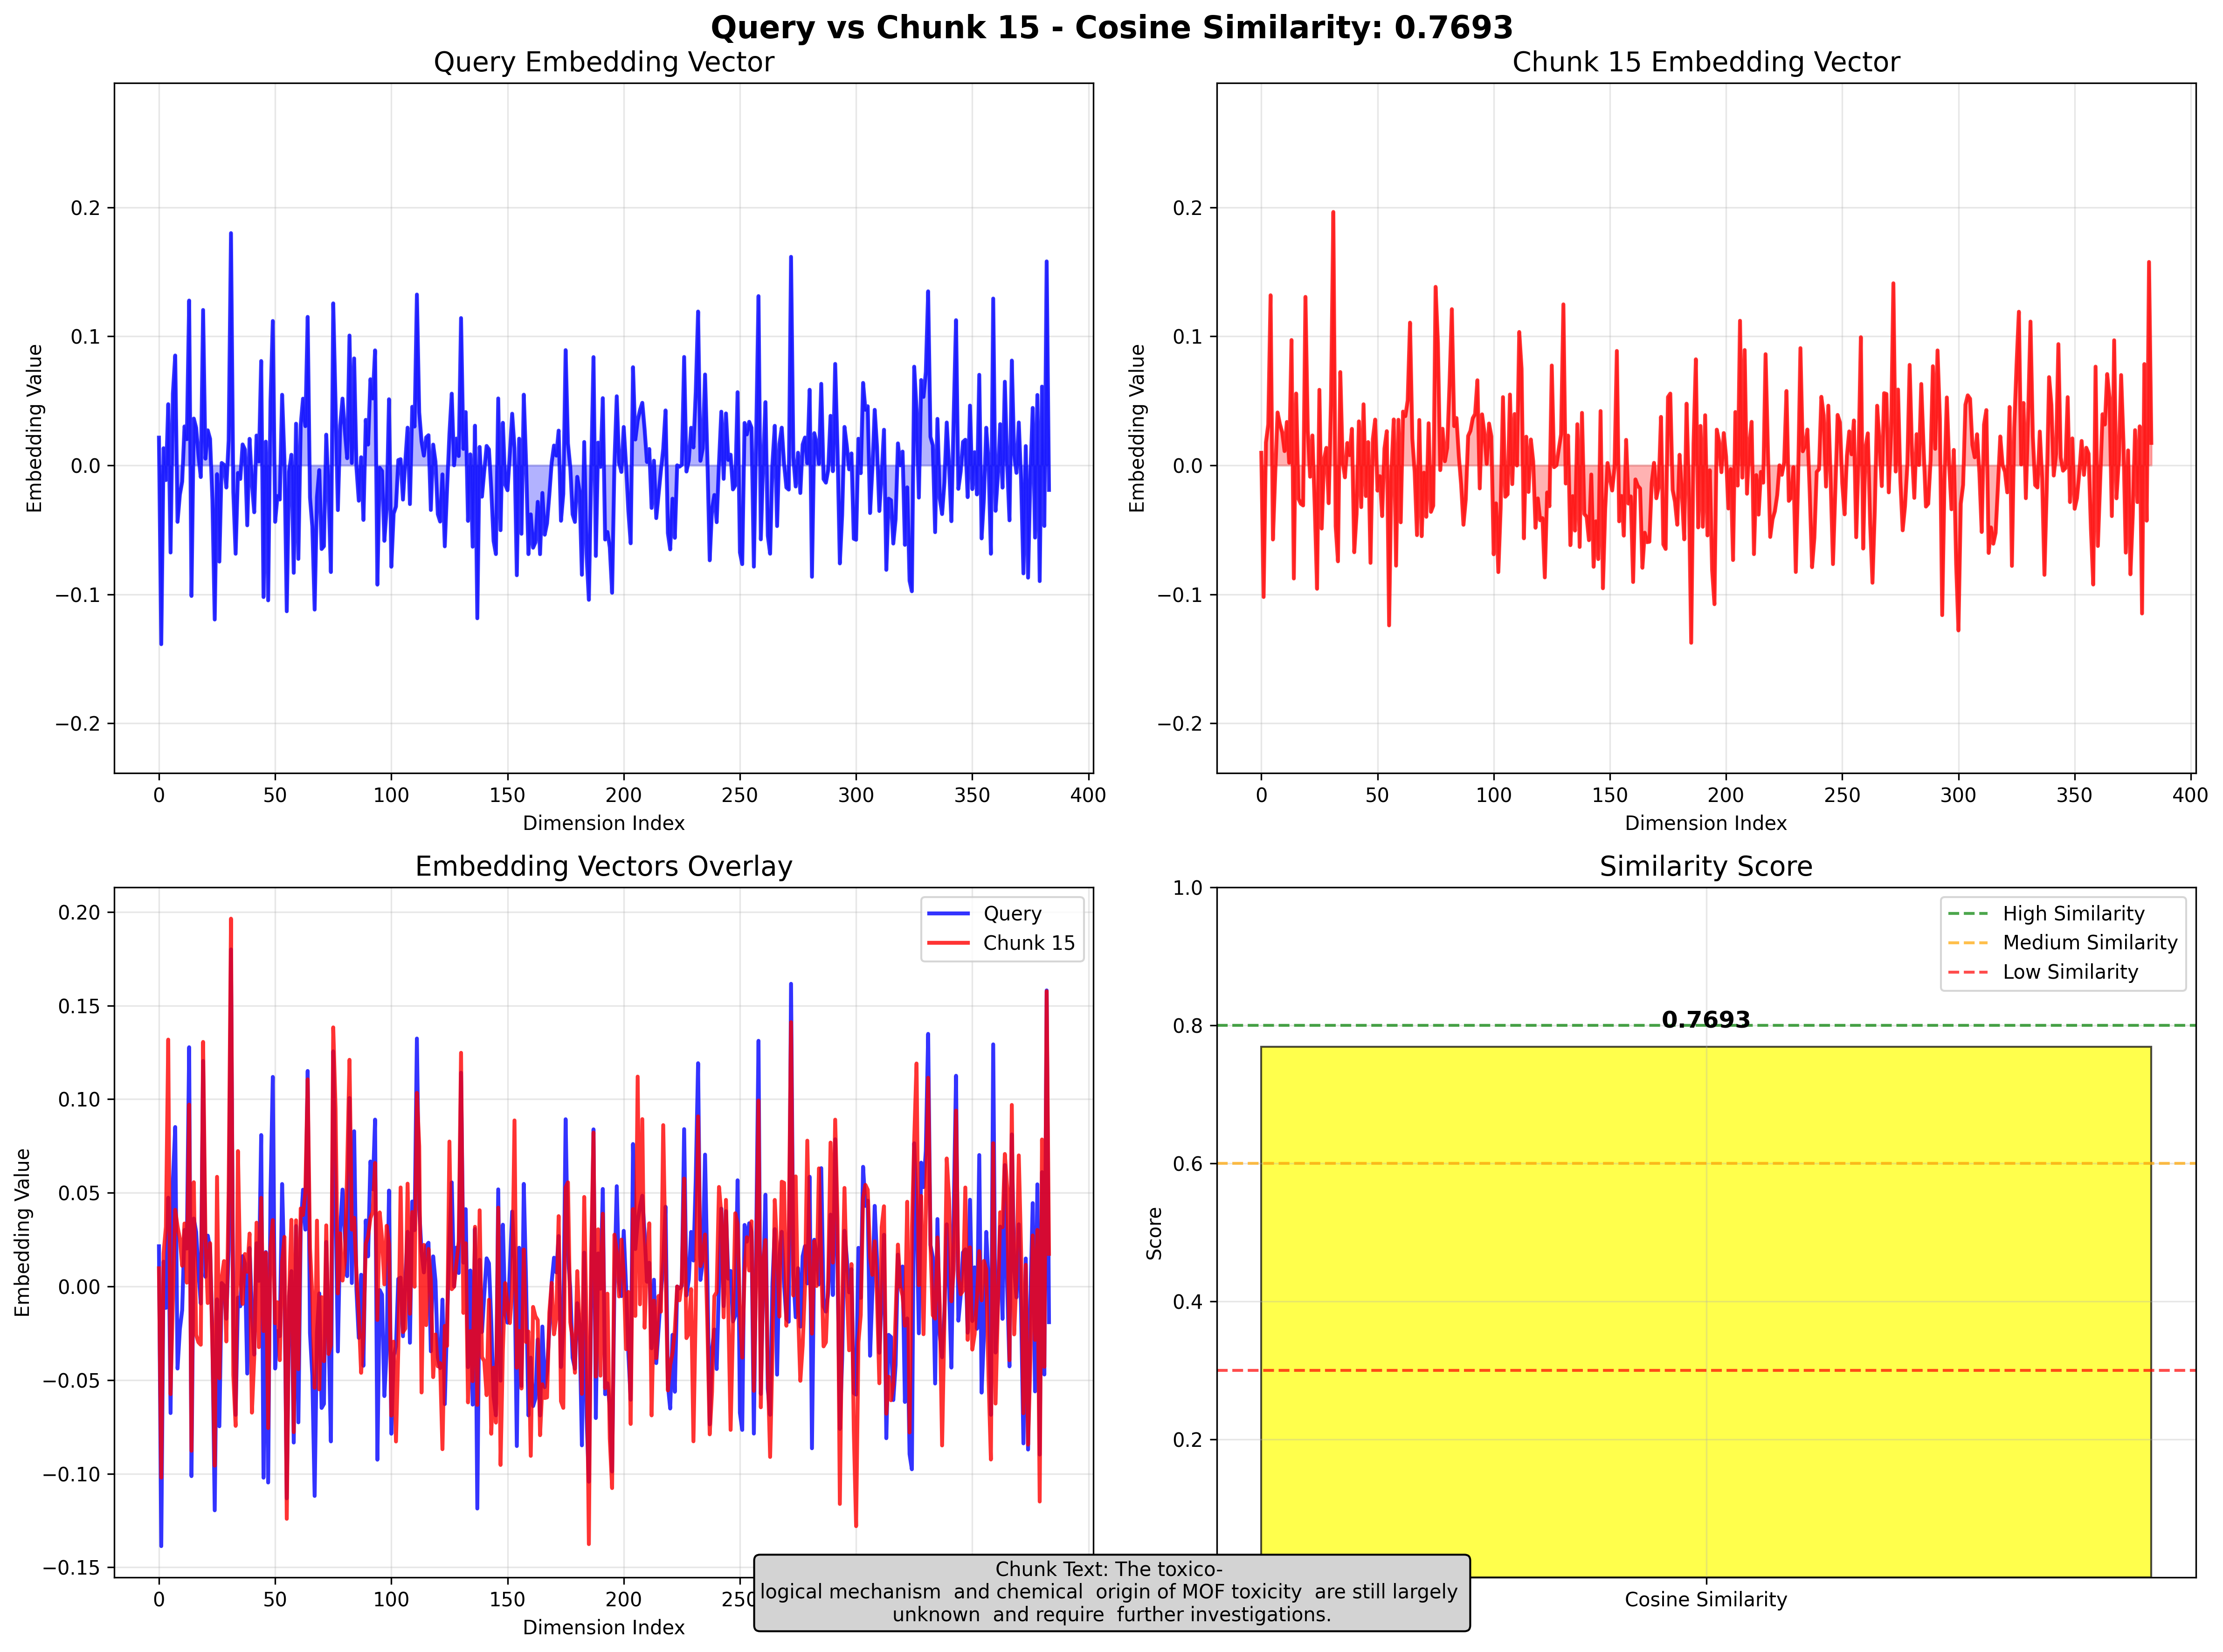 Query vs Chunk 15 - Cosine Similarity: 0.7693
Query Embedding Vector
0.2
0.1
0.0
−0.1
−0.2
Embedding Value
0 50 100 150 200 250 300 350 400
Dimension Index
Chunk 15 Embedding Vector
0.2
0.1
0.0
−0.1
−0.2
Embedding Value
0 50 100 150 200 250 300 350 400
Dimension Index
Embedding Vectors Overlay
Query
Chunk 15
0.20
0.15
0.10
0.05
0.00
−0.05
−0.10
−0.15
Embedding Value
0 50 100 150 200
Dimension Index
Similarity Score
High Similarity
Medium Similarity
Low Similarity
0.7693
1.0
0.8
0.6
0.4
0.2
Score
Cosine Similarity
Chunk Text: The toxico-
logical mechanism  and chemical  origin of MOF toxicity  are still largely
unknown  and require  further investigations.